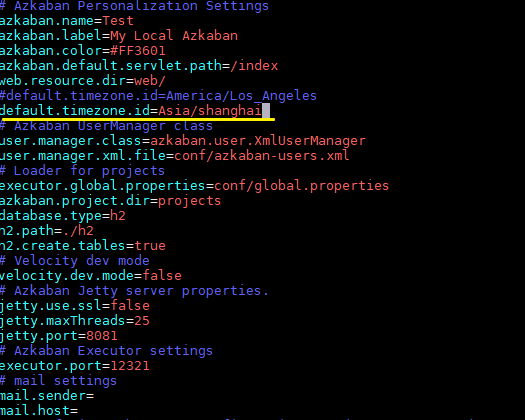 # Azkaban Personalization Settings
azkaban.name=Test
azkaban.label=My Local Azkaban
azkaban.color=#FF3601
azkaban.default.servlet.path=/index
web.resource.dir=web/
#default.timezone.id=America/Los_Angeles
default.timezone.id=Asia/shanghai
# Azkaban UserManager class
user.manager.class=azkaban.user.XmlUserManager
user.manager.xml.file=conf/azkaban-users.xml
# Loader for projects
executor.global.properties=conf/global.properties
azkaban.project.dir=projects
database.type=h2
h2.path=./h2
h2.create.tables=true
# Velocity dev mode
velocity.dev.mode=false
# Azkaban Jetty server properties.
jetty.use.ssl=false
jetty.maxThreads=25
jetty.port=8081
# Azkaban Executor settings
executor.port=12321
# mail settings
mail.sender=
mail.host=